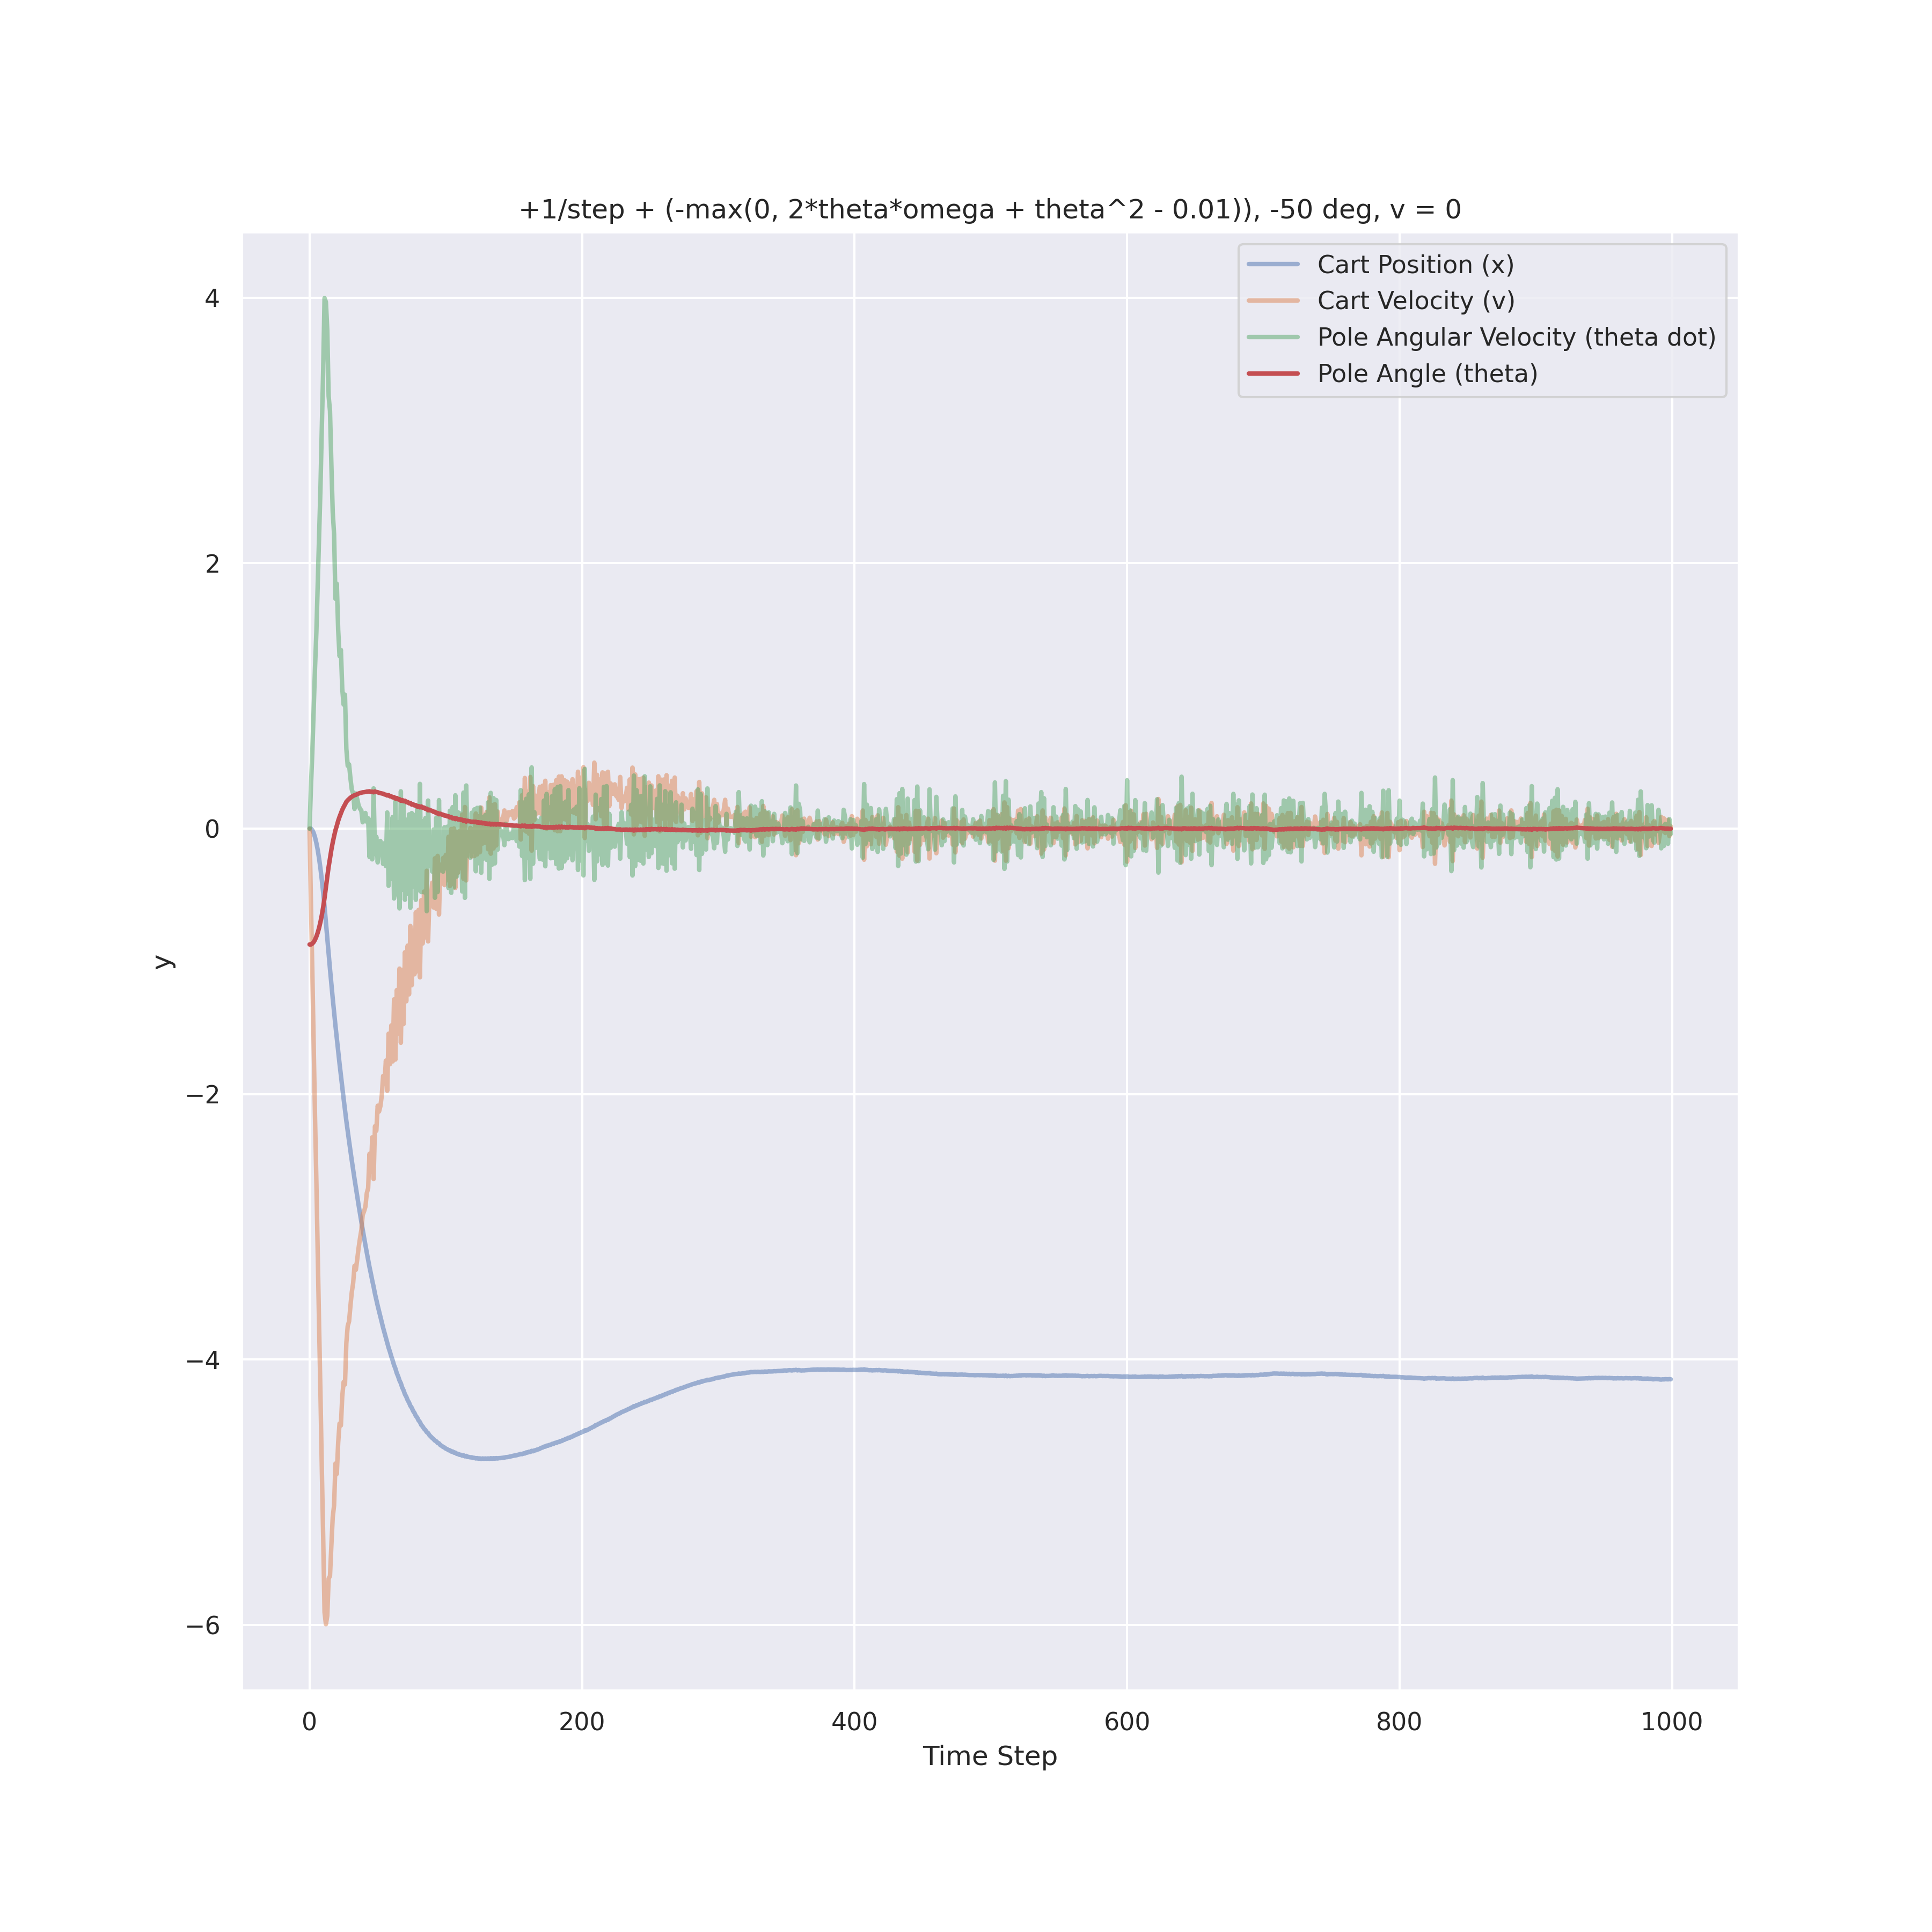 +1/step + (-max(0, 2*theta*omega + theta^2 - 0.01)), -50 deg, v = 0
Cart Position (x)
Cart Velocity (v)
Pole Angular Velocity (theta dot)
Pole Angle (theta)
4
2
0
−2
−4
−6
y
0 200 400 600 800 1000
Time Step